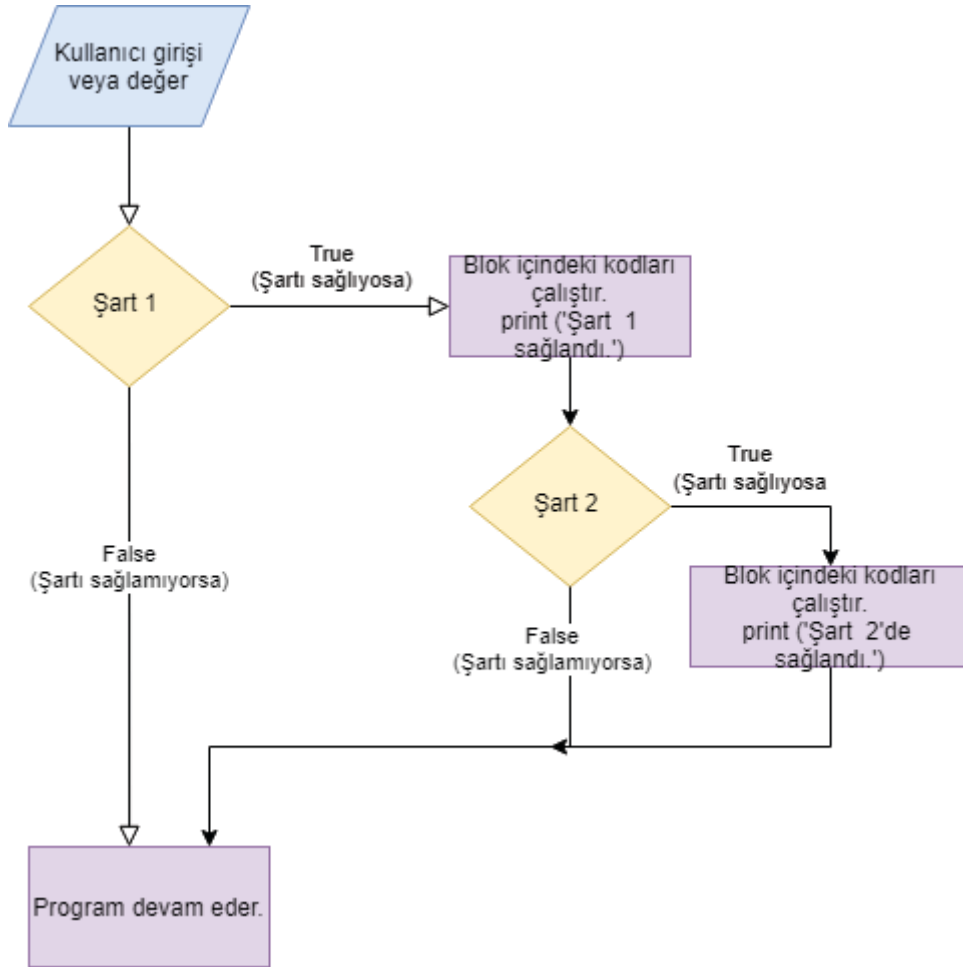 Kullanıcı girişi
veya değer
Şart 1
True
(Şartı sağlıyosa)
Blok içindeki kodları
çalıştır.
print ('Şart  1
sağlandı.')
Şart 2
True
(Şartı sağlıyosa
Blok içindeki kodları
çalıştır.
print ('Şart  2'de
sağlandı.')
False
(Şartı sağlamıyorsa)
False
(Şartı sağlamıyorsa)
Program devam eder.